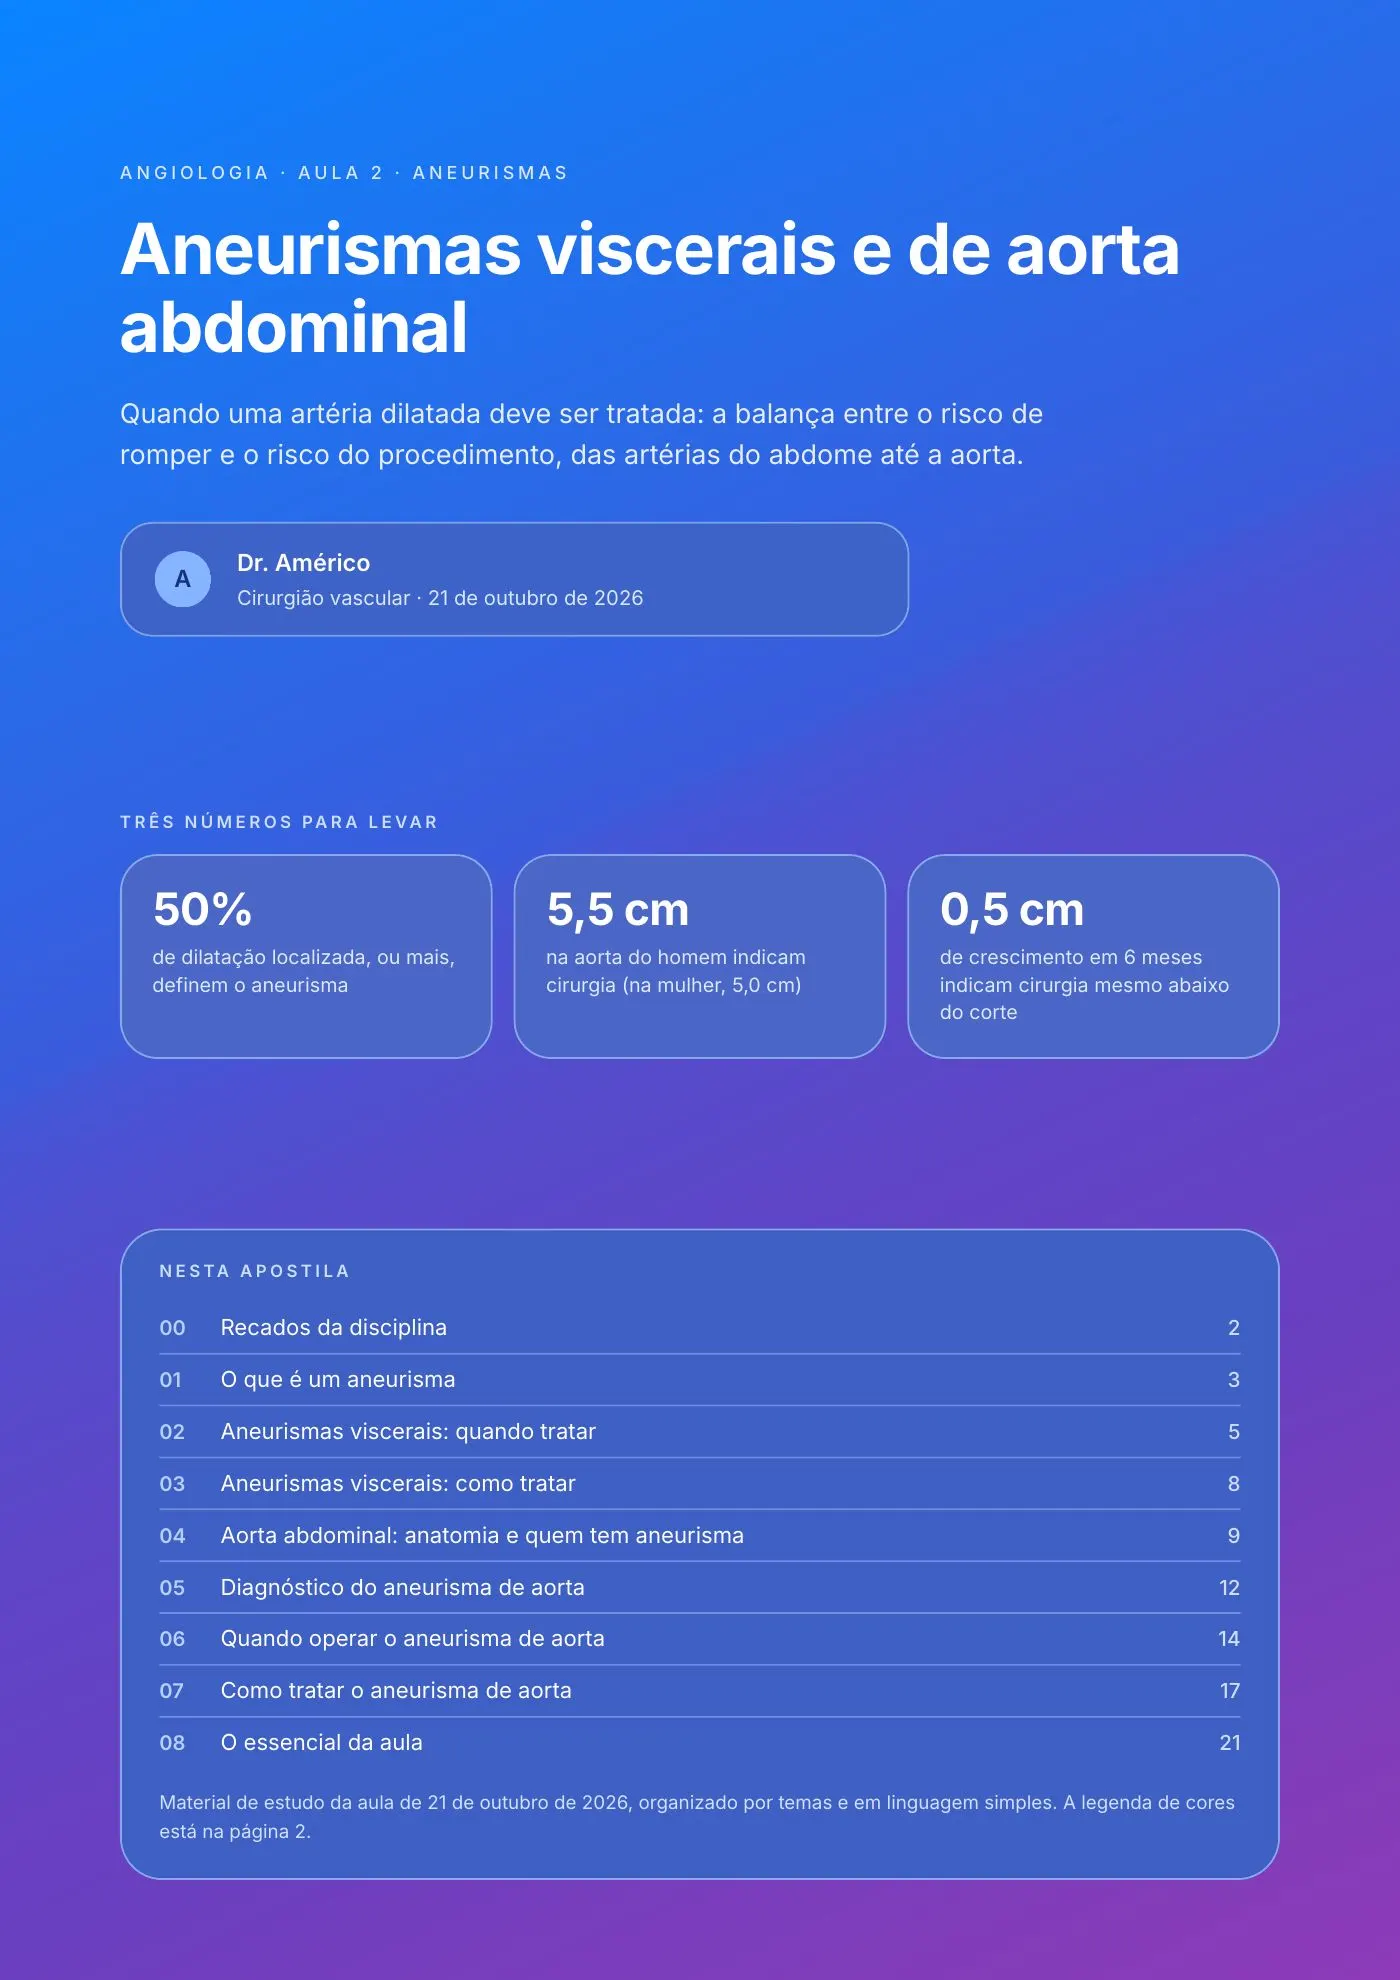 ANGIOLOGIA · AULA 2 · ANEURISMAS
Aneurismas viscerais e de aorta
abdominal
Quando uma artéria dilatada deve ser tratada: a balança entre o risco de
romper e o risco do procedimento, das artérias do abdome até a aorta.
A
Dr. Américo
Cirurgião vascular · 21 de outubro de 2026
TRÊS NÚMEROS PARA LEVAR
50%
de dilatação localizada, ou mais,
definem o aneurisma
5,5 cm
na aorta do homem indicam
cirurgia (na mulher, 5,0 cm)
0,5 cm
de crescimento em 6 meses
indicam cirurgia mesmo abaixo
do corte
NESTA APOSTILA
00 Recados da disciplina 2
01 O que é um aneurisma 3
02 Aneurismas viscerais: quando tratar 5
03 Aneurismas viscerais: como tratar 8
04 Aorta abdominal: anatomia e quem tem aneurisma 9
05 Diagnóstico do aneurisma de aorta 12
06 Quando operar o aneurisma de aorta 14
07 Como tratar o aneurisma de aorta 17
08 O essencial da aula 21
Material de estudo da aula de 21 de outubro de 2026, organizado por temas e em linguagem simples. A legenda de cores
está na página 2.